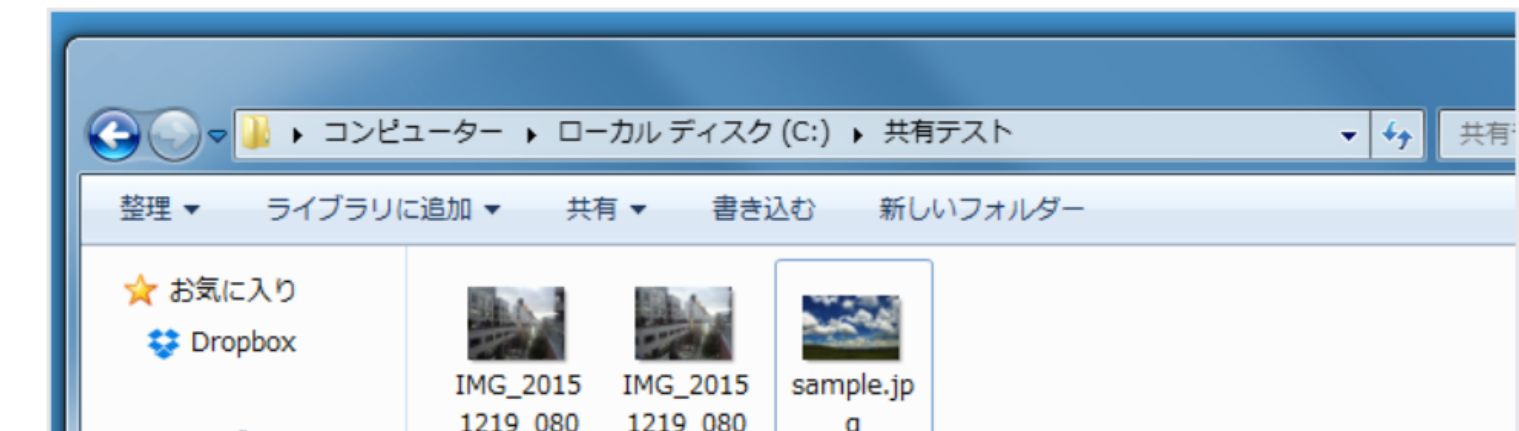 コンピューター ▸ ローカル ディスク (C:) ▸ 共有テスト
共有
整理 ▼ ライブラリに追加 ▼ 共有 ▼ 書き込む 新しいフォルダー
お気に入り
Dropbox
IMG_2015
1219_080
IMG_2015
1219_080
sample.jp
g